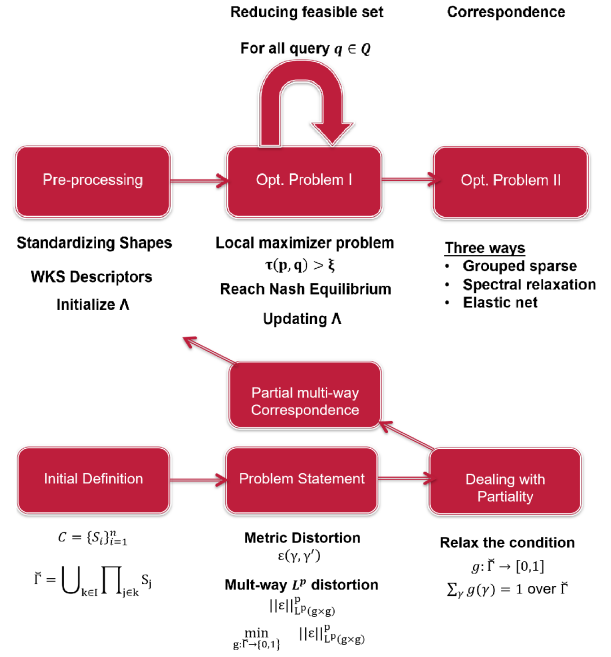 Reducing feasible set
Correspondence
For all query q ∈ Q
Pre-processing
Opt. Problem I
Opt. Problem II
Standardizing Shapes
WKS Descriptors
Initialize Λ
Local maximizer problem
τ(p, q) > ξ
Reach Nash Equilibrium
Updating Λ
Three ways
• Grouped sparse
• Spectral relaxation
• Elastic net
Partial multi-way
Correspondence
Initial Definition
Problem Statement
Dealing with
Partiality
C = {S_i}_{i=1}^n
Γ̌ = ⋃_{k∈I} ∏_{j∈k} S_j
Metric Distortion
ε(γ, γ′)
Mult-way L^p distortion
||ε||^p_{L^p(g×g)}
min_{g:Γ̌→{0,1}} ||ε||^p_{L^p(g×g)}
Relax the condition
g: Γ̌ → [0,1]
∑_γ g(γ) = 1 over Γ̌